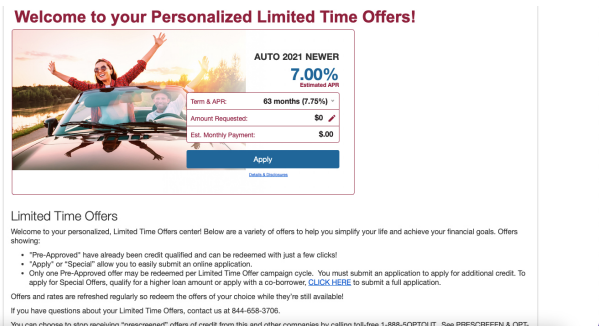 Welcome to your Personalized Limited Time Offers!
AUTO 2021 NEWER
7.00%
Estimated APR
Term & APR: 63 months (7.75%)
Amount Requested: $0
Est. Monthly Payment: $.00
Apply
Details & Disclosures
Limited Time Offers
Welcome to your personalized, Limited Time Offers center! Below are a variety of offers to help you simplify your life and achieve your financial goals. Offers
showing:
• "Pre-Approved" have already been credit qualified and can be redeemed with just a few clicks!
• "Apply" or "Special" allow you to easily submit an online application.
• Only one Pre-Approved offer may be redeemed per Limited Time Offer campaign cycle. You must submit an application to apply for additional credit. To
apply for Special Offers, qualify for a higher loan amount or apply with a co-borrower, CLICK HERE to submit a full application.
Offers and rates are refreshed regularly so redeem the offers of your choice while they're still available!
If you have questions about your Limited Time Offers, contact us at 844-658-3706.
You can choose to stop receiving "prescreened" offers of credit from this and other companies by calling toll-free 1-888-5OPTOUT. See PRESCREEN & OPT-